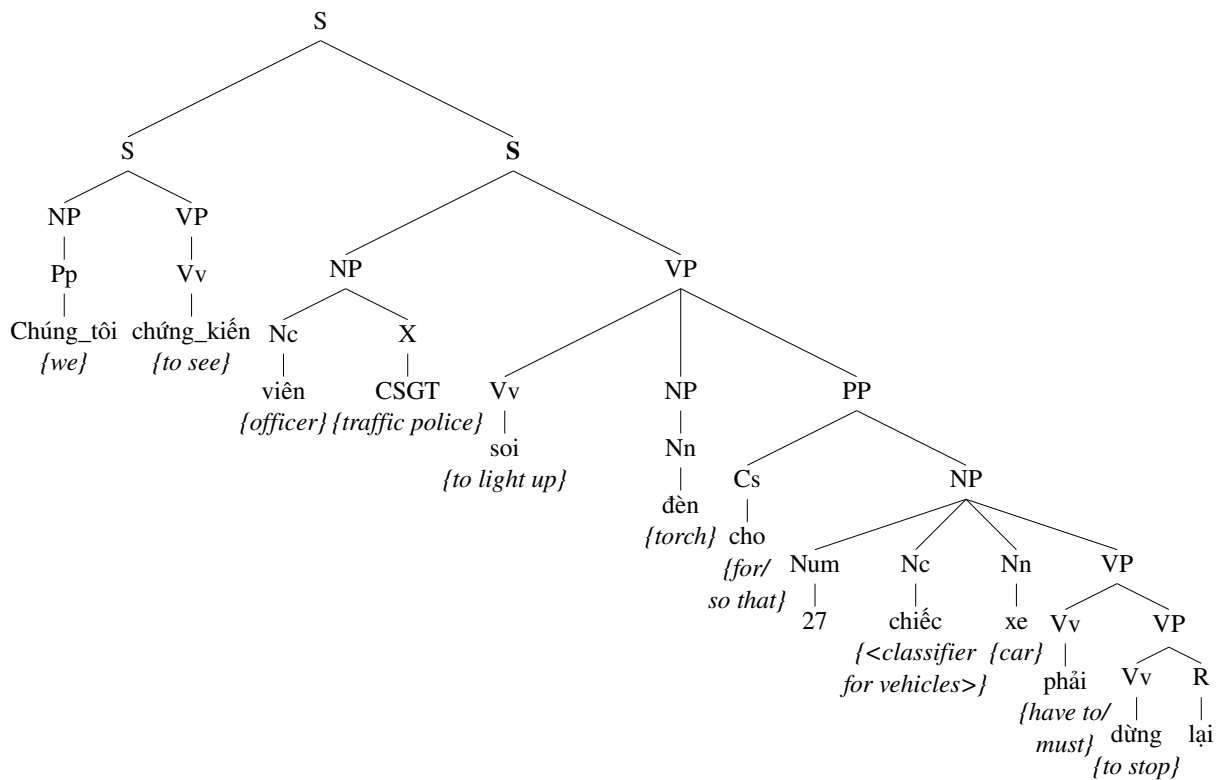 S
S S
NP VP
Pp Vv NP VP
Chúng_tôi chứng_kiến Nc X
{we} {to see}
viên CSGT Vv NP PP
{officer} {traffic police}
soi Nn
{to light up} Cs NP
đèn
{torch} cho
{for/ Num Nc Nn VP
so that}
27 chiếc xe Vv VP
{<classifier {car}
for vehicles>} phải Vv R
{have to/
must} dừng lại
{to stop}